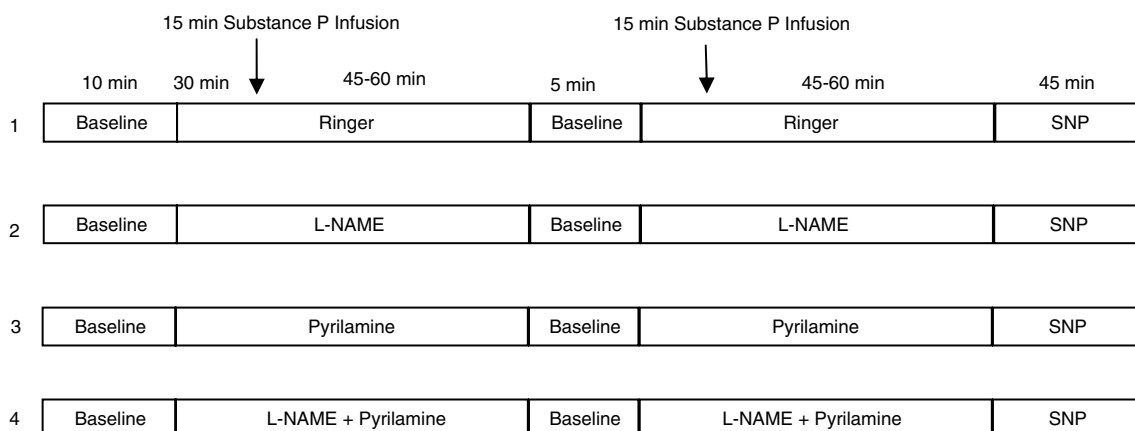 15 min Substance P Infusion 15 min Substance P Infusion
10 min 30 min 45-60 min 5 min 45-60 min 45 min
1 Baseline Ringer Baseline Ringer SNP
2 Baseline L-NAME Baseline L-NAME SNP
3 Baseline Pyrilamine Baseline Pyrilamine SNP
4 Baseline L-NAME + Pyrilamine Baseline L-NAME + Pyrilamine SNP